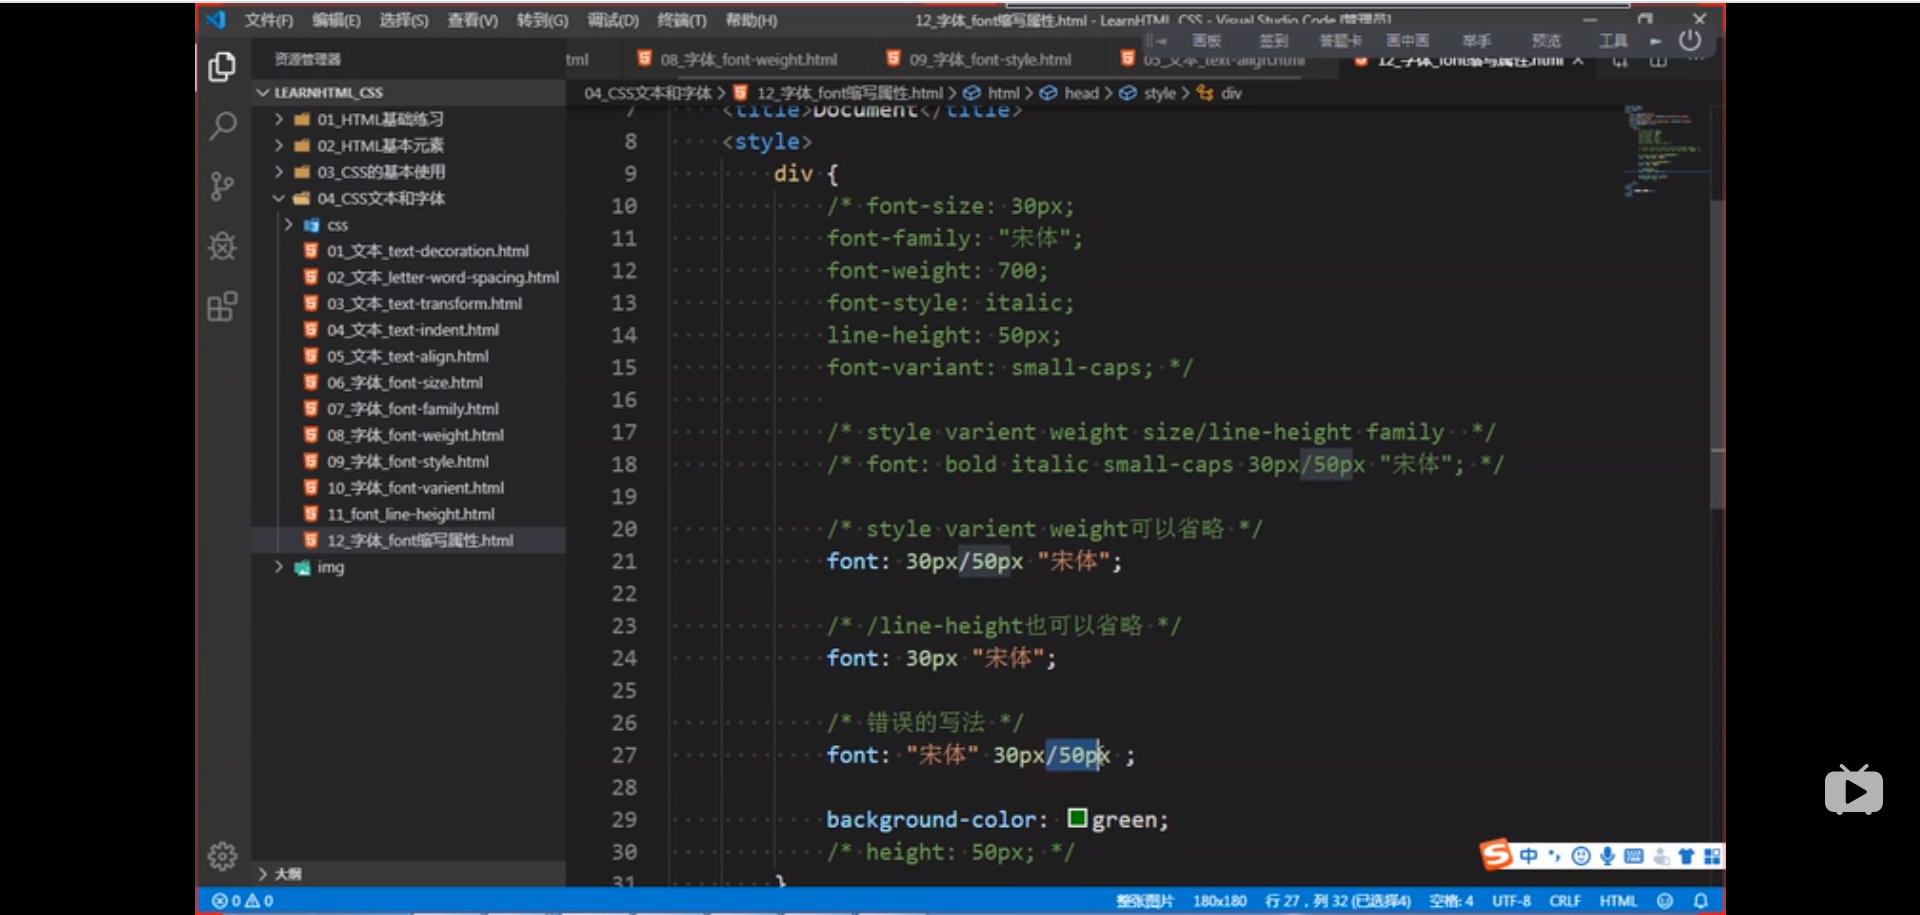 文件(F) 编辑(E) 选择(S) 查看(V) 转到(G) 调试(D) 终端(T) 帮助(H) 12_字体_font缩写属性.html - LearnHTML_CSS - Visual Studio Code [管理员]
画板 签到 答题卡 画中画 举手 预览 工具
资源管理器
tml 08_字体_font-weight.html 09_字体_font-style.html 05_文本_text-align.html 12_字体_font缩写属性.html
LEARNHTML_CSS
04_CSS文本和字体 > 12_字体_font缩写属性.html > html > head > style > div
01_HTML基础练习
02_HTML基本元素
03_CSS的基本使用
04_CSS文本和字体
css
01_文本_text-decoration.html
02_文本_letter-word-spacing.html
03_文本_text-transform.html
04_文本_text-indent.html
05_文本_text-align.html
06_字体_font-size.html
07_字体_font-family.html
08_字体_font-weight.html
09_字体_font-style.html
10_字体_font-varient.html
11_font_line-height.html
12_字体_font缩写属性.html
img
大纲
7 <title>Document</title>
8 <style>
9 div {
10 /* font-size: 30px;
11 font-family: "宋体";
12 font-weight: 700;
13 font-style: italic;
14 line-height: 50px;
15 font-variant: small-caps; */
16
17 /* style varient weight size/line-height family  */
18 /* font: bold italic small-caps 30px/50px "宋体"; */
19
20 /* style varient weight可以省略 */
21 font: 30px/50px "宋体";
22
23 /* /line-height也可以省略 */
24 font: 30px "宋体";
25
26 /* 错误的写法 */
27 font: "宋体" 30px/50px ;
28
29 background-color: green;
30 /* height: 50px; */
31 }
中
0 0 整张图片 180x180 行 27，列 32 (已选择4) 空格: 4 UTF-8 CRLF HTML